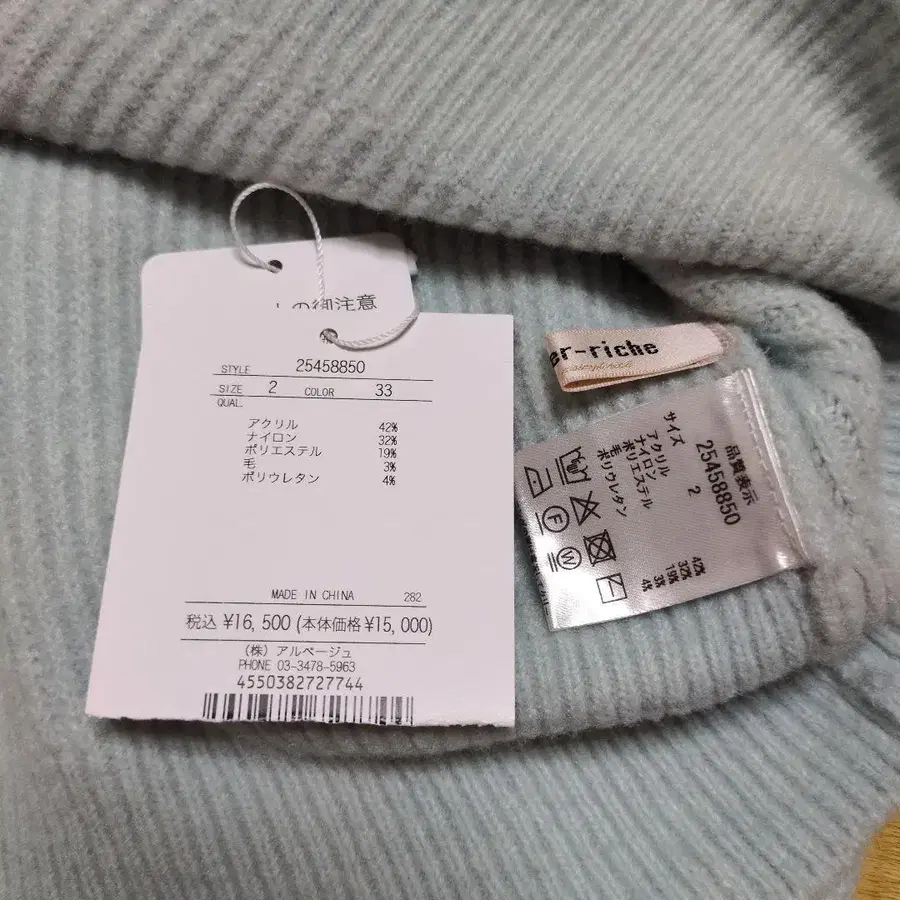 の御注意
STYLE 25458850
SIZE 2 COLOR 33
QUAL.
アクリル 42%
ナイロン 32%
ポリエステル 19%
毛 3%
ポリウレタン 4%
MADE IN CHINA 282
税込 ¥16,500 (本体価格¥15,000)
(株) アルページュ
PHONE 03-3478-5963
4550382727744
er-riche
品質表示
25458850
サイズ 2
アクリル 42%
ナイロン 32%
ポリエステル 19%
毛 3%
ポリウレタン 4%
F
W